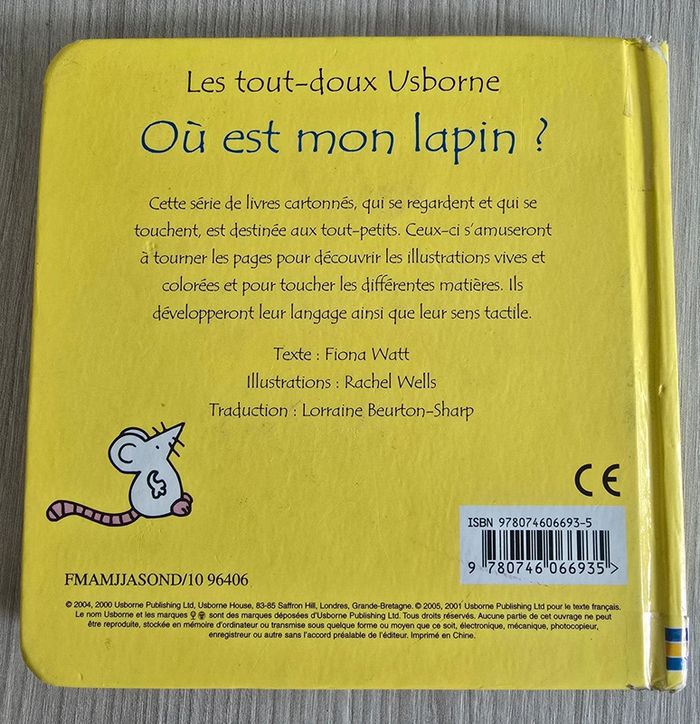 Les tout-doux Usborne
Où est mon lapin ?
Cette série de livres cartonnés, qui se regardent et qui se
touchent, est destinée aux tout-petits. Ceux-ci s'amuseront
à tourner les pages pour découvrir les illustrations vives et
colorées et pour toucher les différentes matières. Ils
développeront leur langage ainsi que leur sens tactile.
Texte : Fiona Watt
Illustrations : Rachel Wells
Traduction : Lorraine Beurton-Sharp
CE
ISBN 978074606693-5
9 780746 066935
FMAMJJASOND/10 96406
© 2004, 2000 Usborne Publishing Ltd, Usborne House, 83-85 Saffron Hill, Londres, Grande-Bretagne. © 2005, 2001 Usborne Publishing Ltd pour le texte français.
Le nom Usborne et les marques sont des marques déposées d'Usborne Publishing Ltd. Tous droits réservés. Aucune partie de cet ouvrage ne peut
être reproduite, stockée en mémoire d'ordinateur ou transmise sous quelque forme ou moyen que ce soit, électronique, mécanique, photocopieur,
enregistreur ou autre sans l'accord préalable de l'éditeur. Imprimé en Chine.